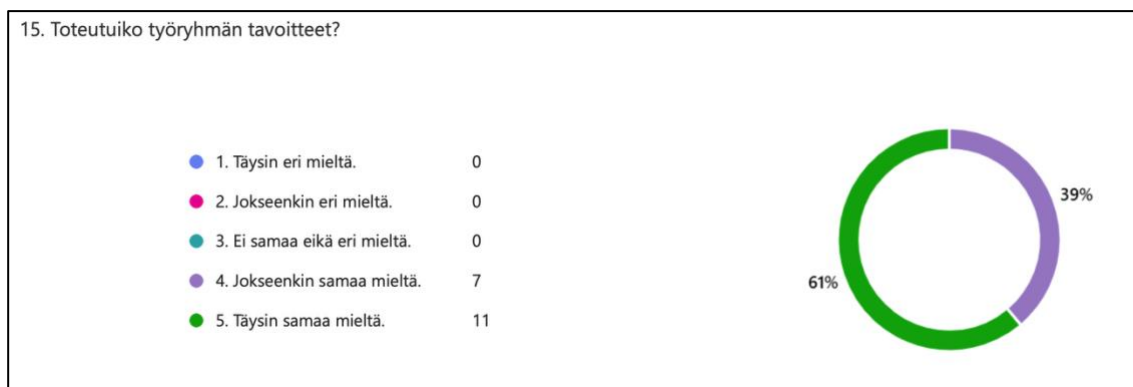 15. Toteutuiko työryhmän tavoitteet?
1. Täysin eri mieltä. 0
2. Jokseenkin eri mieltä. 0
3. Ei samaa eikä eri mieltä. 0
4. Jokseenkin samaa mieltä. 7
5. Täysin samaa mieltä. 11
39%
61%